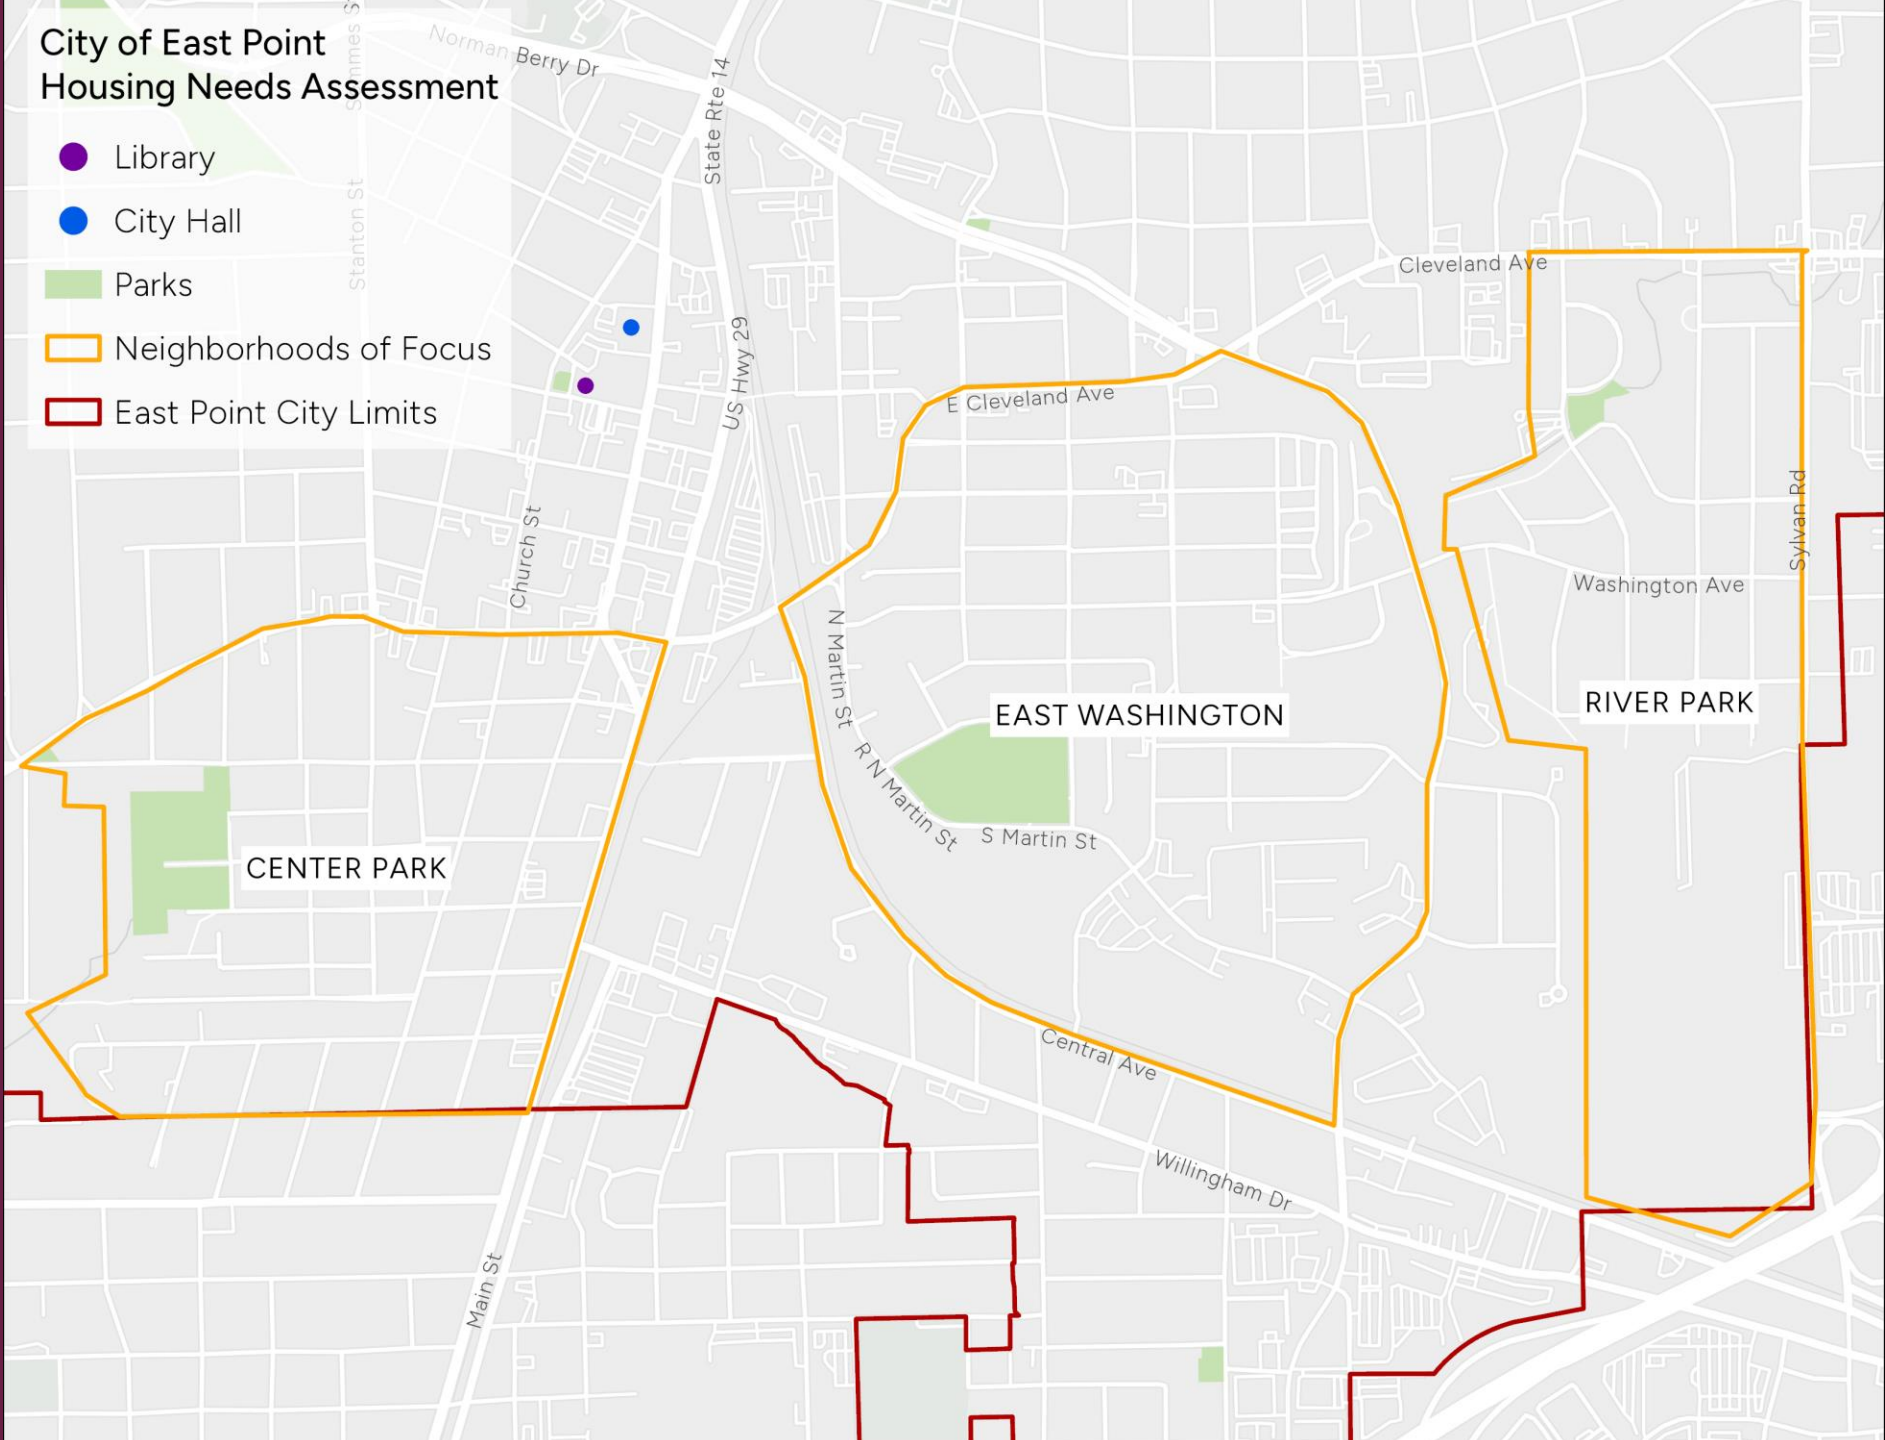 City of East Point
Housing Needs Assessment
Library
City Hall
Parks
Neighborhoods of Focus
East Point City Limits
Norman Berry Dr
State Rte 14
Stanton St
US Hwy 29
Church St
Cleveland Ave
E Cleveland Ave
Sylvan Rd
Washington Ave
N Martin St
EAST WASHINGTON
RIVER PARK
R N Martin St
S Martin St
CENTER PARK
Central Ave
Willingham Dr
Main St